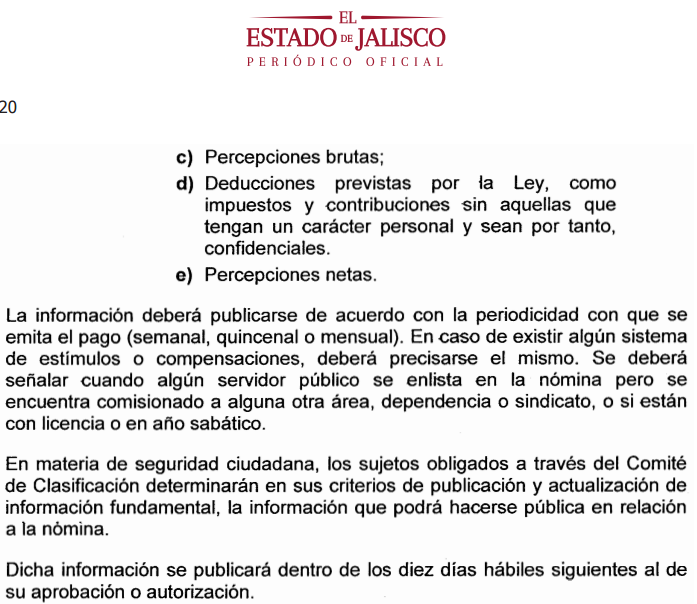 EL
ESTADO DE JALISCO
PERIÓDICO OFICIAL
20
c) Percepciones brutas;
d) Deducciones previstas por la Ley, como
impuestos y contribuciones sin aquellas que
tengan un carácter personal y sean por tanto,
confidenciales.
e) Percepciones netas.
La información deberá publicarse de acuerdo con la periodicidad con que se
emita el pago (semanal, quincenal o mensual). En caso de existir algún sistema
de estímulos o compensaciones, deberá precisarse el mismo. Se deberá
señalar cuando algún servidor público se enlista en la nómina pero se
encuentra comisionado a alguna otra área, dependencia o sindicato, o si están
con licencia o en año sabático.
En materia de seguridad ciudadana, los sujetos obligados a través del Comité
de Clasificación determinarán en sus criterios de publicación y actualización de
información fundamental, la información que podrá hacerse pública en relación
a la nómina.
Dicha información se publicará dentro de los diez días hábiles siguientes al de
su aprobación o autorización.